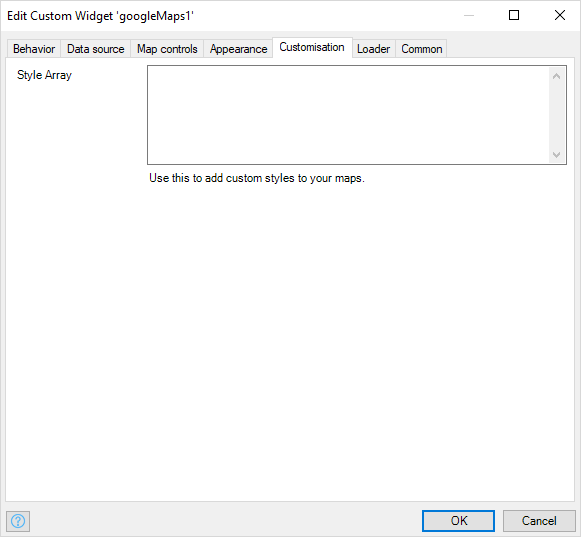 Edit Custom Widget 'googleMaps1'
Behavior Data source Map controls Appearance Customisation Loader Common
Style Array
Use this to add custom styles to your maps.
? OK Cancel